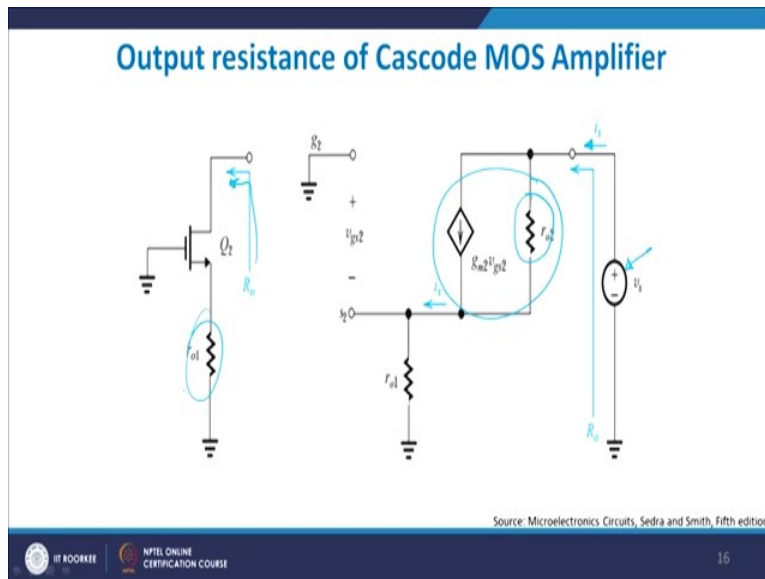 Output resistance of Cascode MOS Amplifier
g2
+
vgs2
−
s2
Q2
Ro
ro1
gm2vgs2
ro2
ix
ix
+
−
vx
ro1
Ro
Source: Microelectronics Circuits, Sedra and Smith, Fifth edition
IIT ROORKEE
NPTEL ONLINE
CERTIFICATION COURSE
16